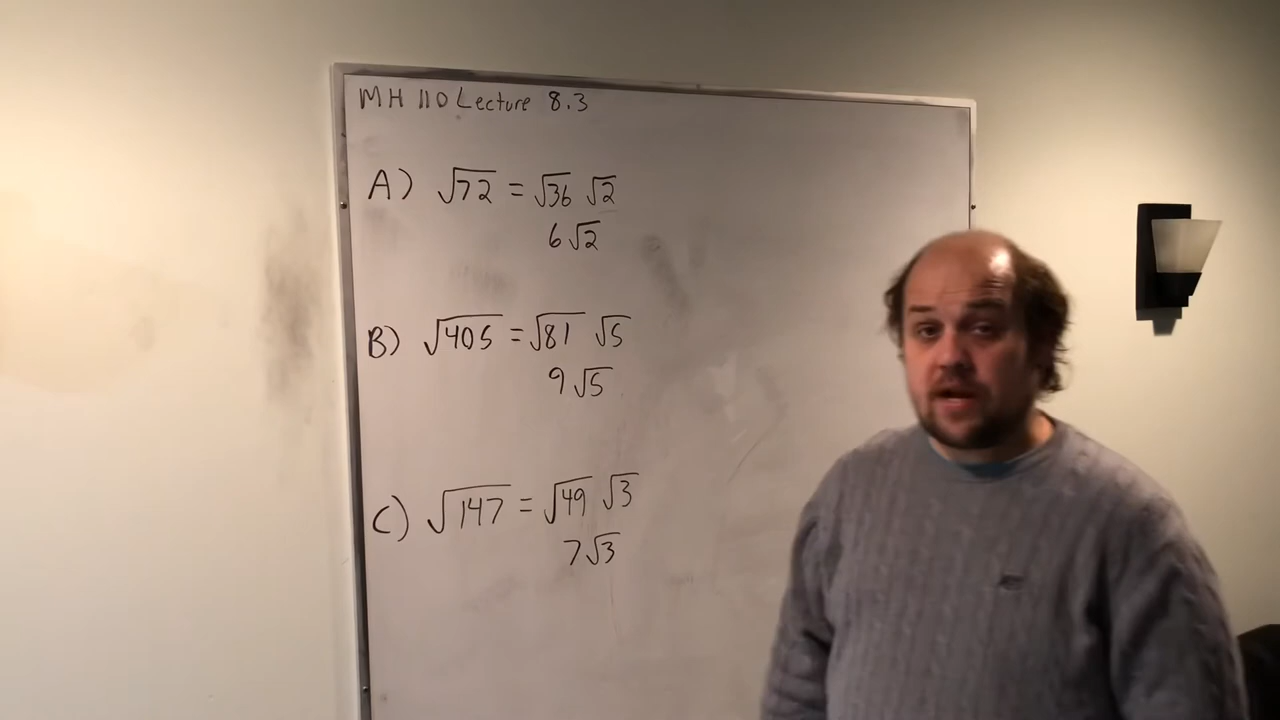 MH 110 Lecture 8.3
A) √72 = √36 √2
6√2
B) √405 = √81 √5
9√5
C) √147 = √49 √3
7√3